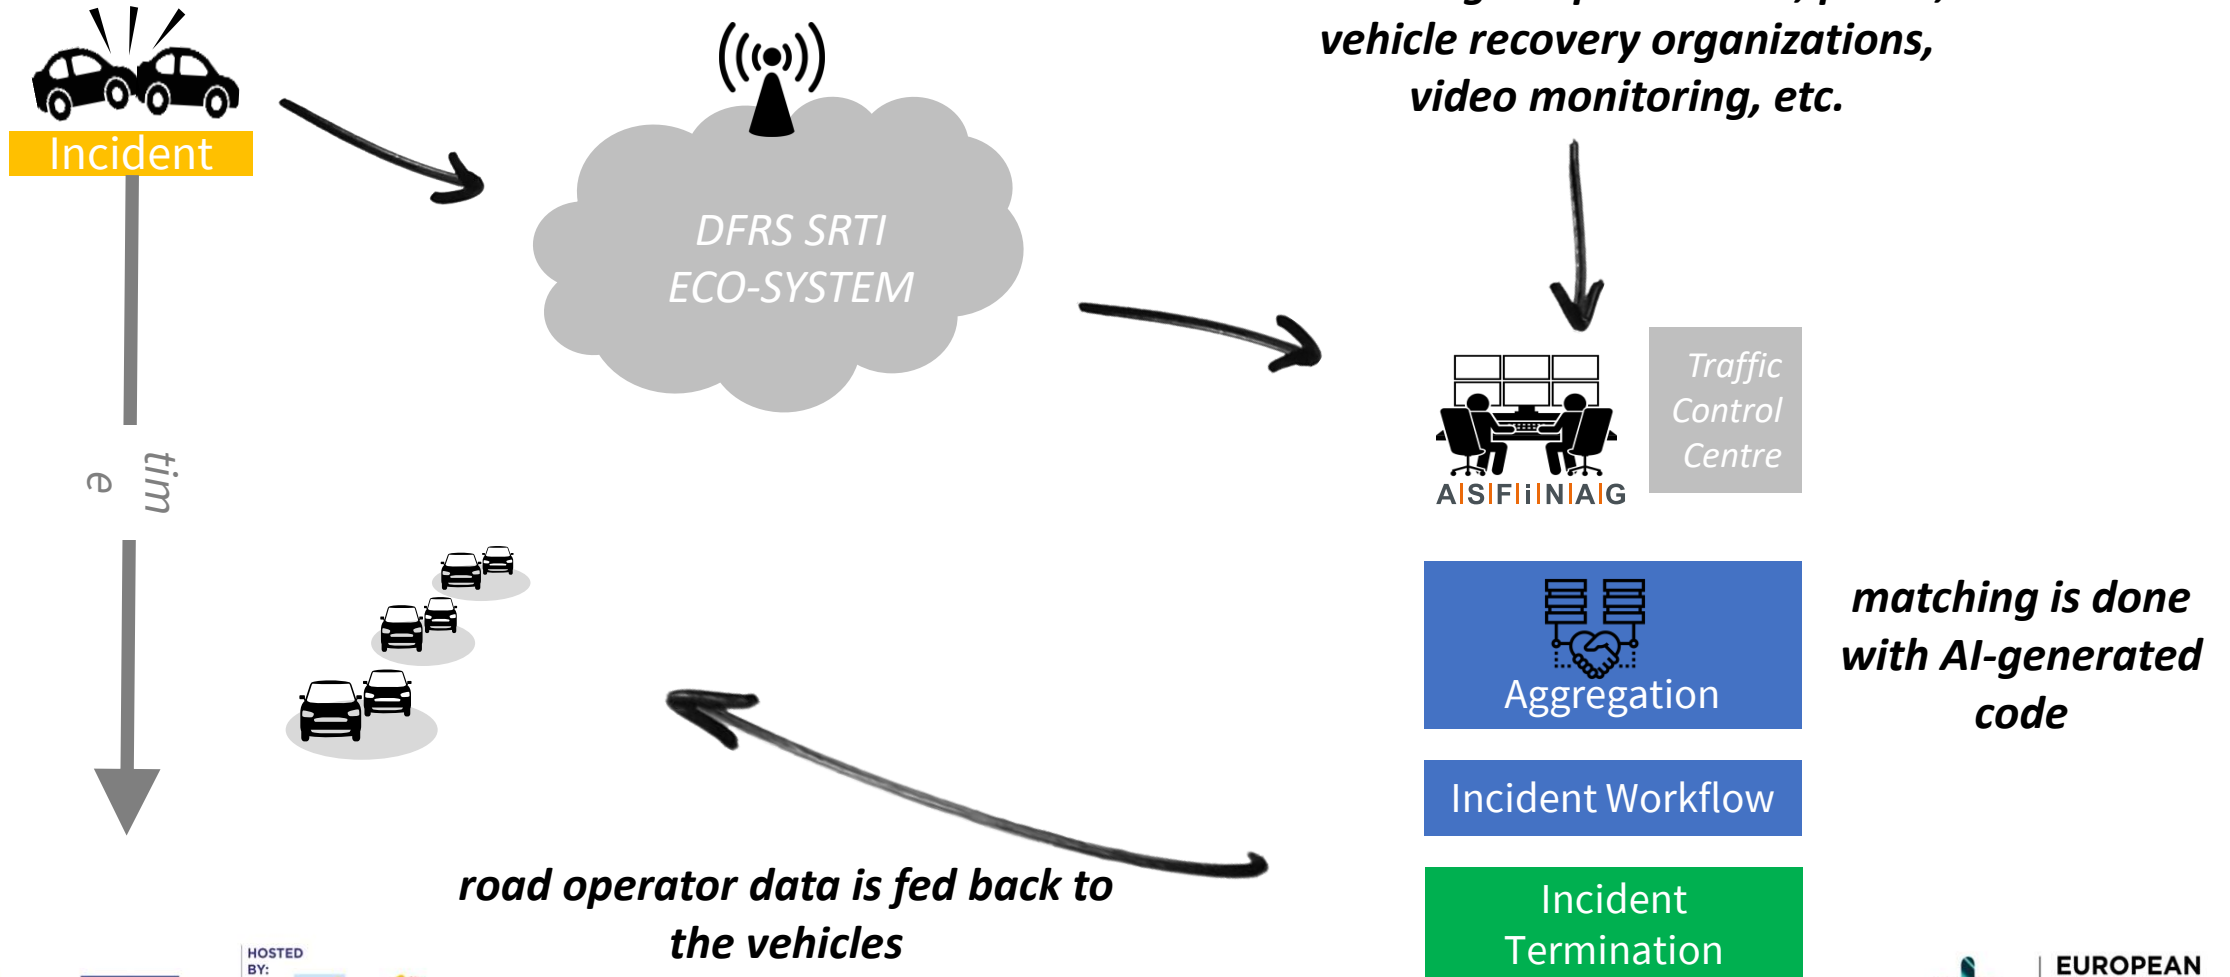 vehicle recovery organizations,
video monitoring, etc.
Incident
DFRS SRTI
ECO-SYSTEM
Traffic
Control
Centre
A|S|F|i|N|A|G
tim
e
Aggregation
matching is done
with AI-generated
code
Incident Workflow
Incident
Termination
road operator data is fed back to
the vehicles
HOSTED
BY:
EUROPEAN